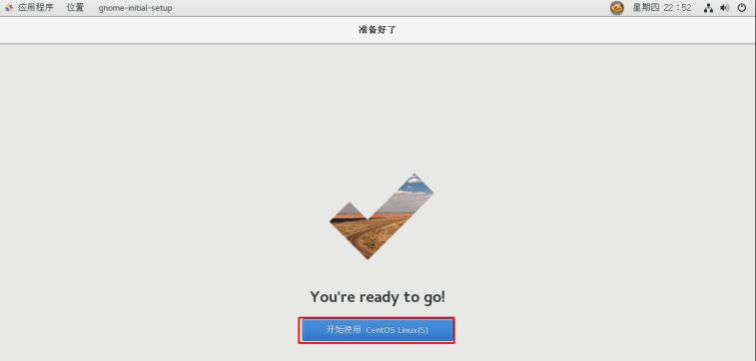 应用程序 位置 gnome-initial-setup 星期四 22：52
准备好了
You're ready to go!
开始使用 CentOS Linux(S)